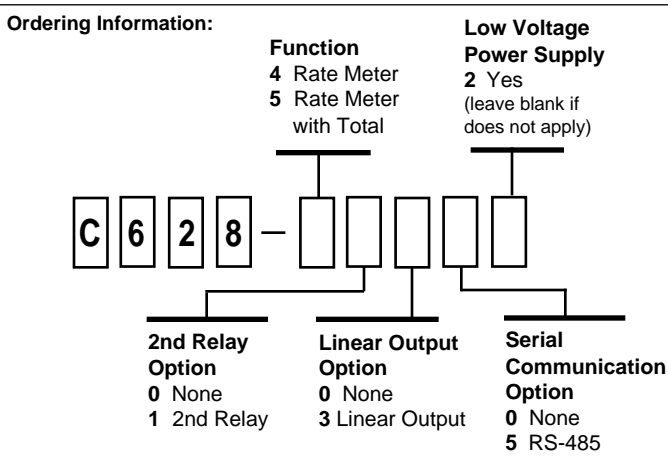 Ordering Information:
Function
4 Rate Meter
5 Rate Meter
with Total
Low Voltage
Power Supply
2 Yes
(leave blank if
does not apply)
C 6 2 8 –
2nd Relay
Option
0 None
1 2nd Relay
Linear Output
Option
0 None
3 Linear Output
Serial
Communication
Option
0 None
5 RS-485